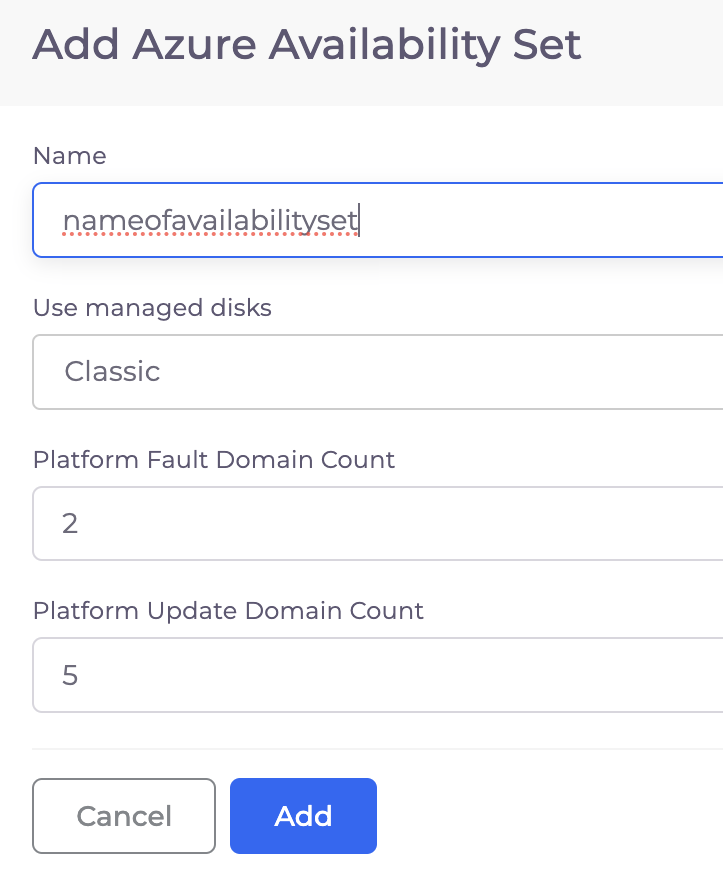 Add Azure Availability Set
Name
nameofavailabilityset
Use managed disks
Classic
Platform Fault Domain Count
2
Platform Update Domain Count
5
Cancel Add